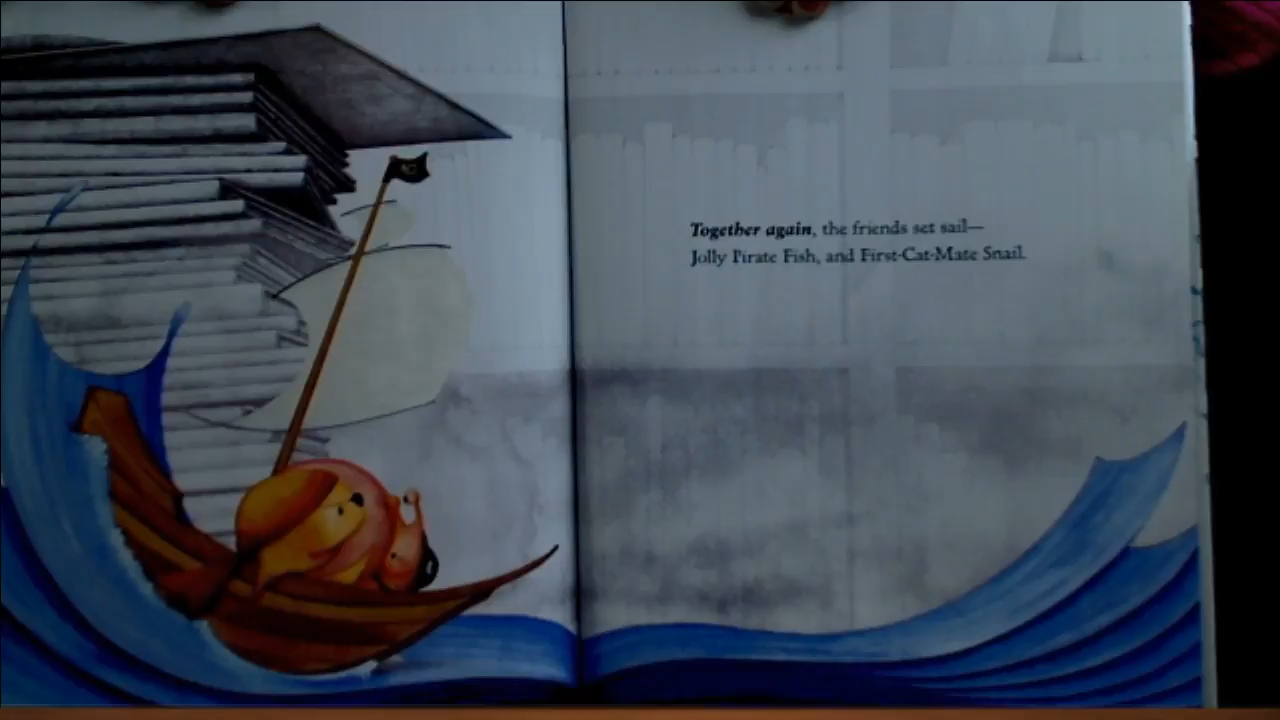 Together again, the friends set sail—
Jolly Pirate Fish, and First-Cat-Mate Snail.